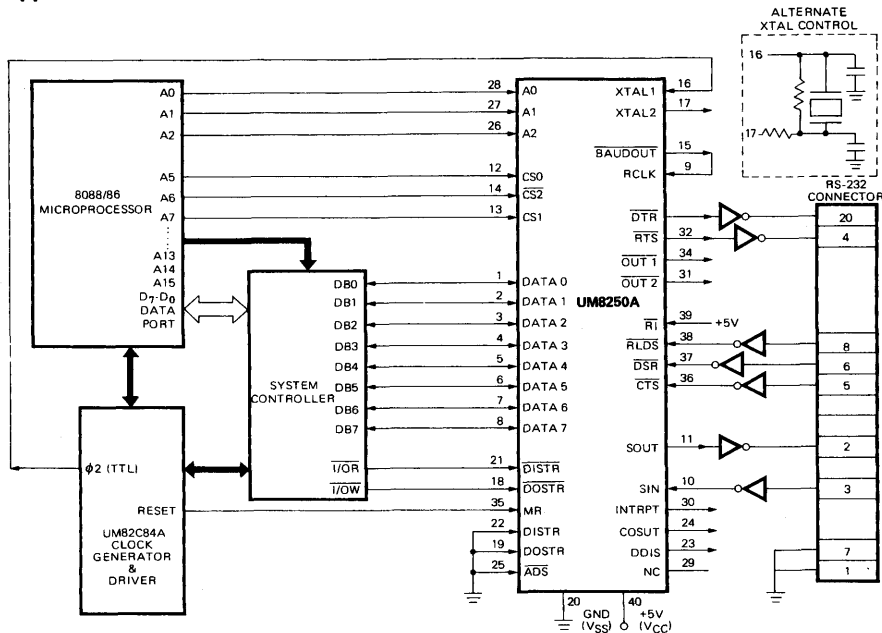 ALTERNATE
XTAL CONTROL
16
17
8088/86
MICROPROCESSOR
A0
A1
A2
A5
A6
A7
A13
A14
A15
D7-D0
DATA
PORT
SYSTEM
CONTROLLER
DB0
DB1
DB2
DB3
DB4
DB5
DB6
DB7
I/OR
I/OW
φ2 (TTL)
RESET
UM82C84A
CLOCK
GENERATOR
&
DRIVER
28
27
26
12
14
13
1
2
3
4
5
6
7
8
21
18
35
22
19
25
A0
A1
A2
CS0
CS2
CS1
DATA 0
DATA 1
DATA 2
DATA 3
DATA 4
DATA 5
DATA 6
DATA 7
DISTR
DOSTR
MR
DISTR
DOSTR
ADS
UM8250A
XTAL1 16
XTAL2 17
BAUDOUT 15
RCLK 9
DTR
RTS 32
OUT 1 34
OUT 2 31
RI 39 +5V
RLDS 38
DSR 37
CTS 36
SOUT 11
SIN 10
INTRPT 30
COSUT 24
DDIS 23
NC 29
20
GND
(VSS)
40
+5V
(VCC)
RS-232
CONNECTOR
20
4
8
6
5
2
3
7
1